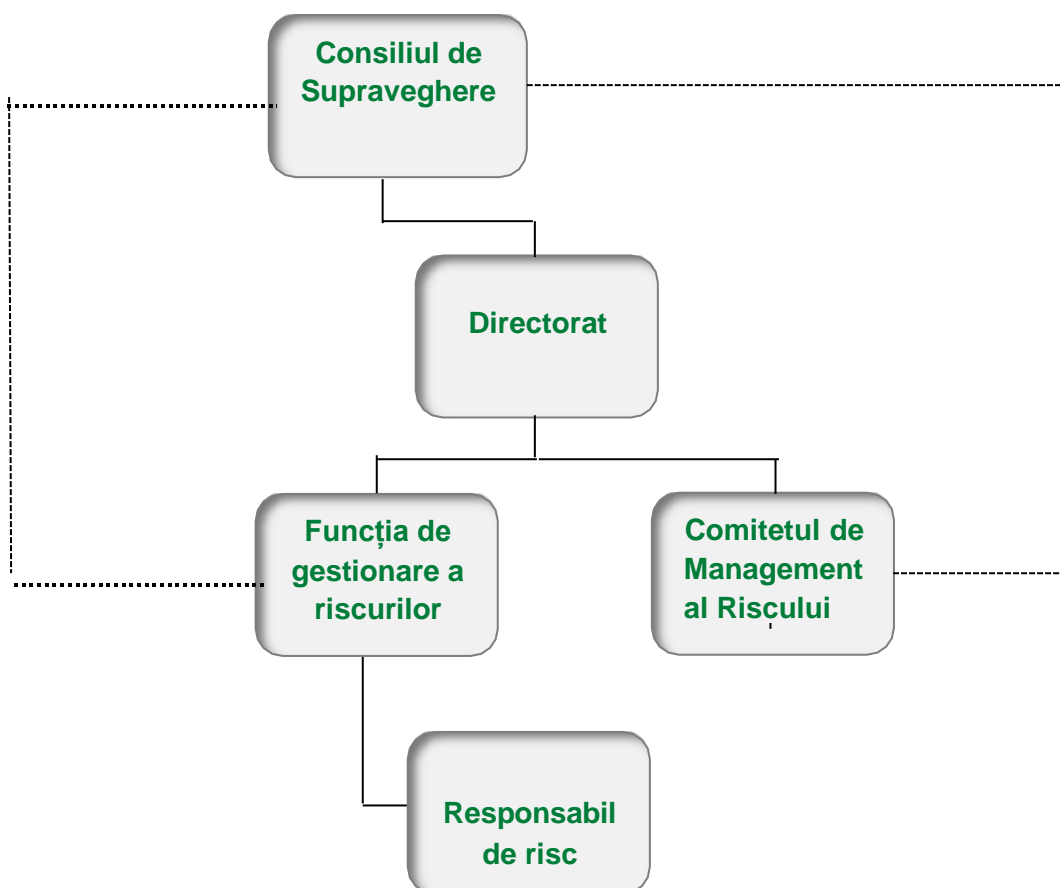 Consiliul de
Supraveghere
Directorat
Funcția de
gestionare a
riscurilor
Comitetul de
Management
al Riscului
Responsabil
de risc